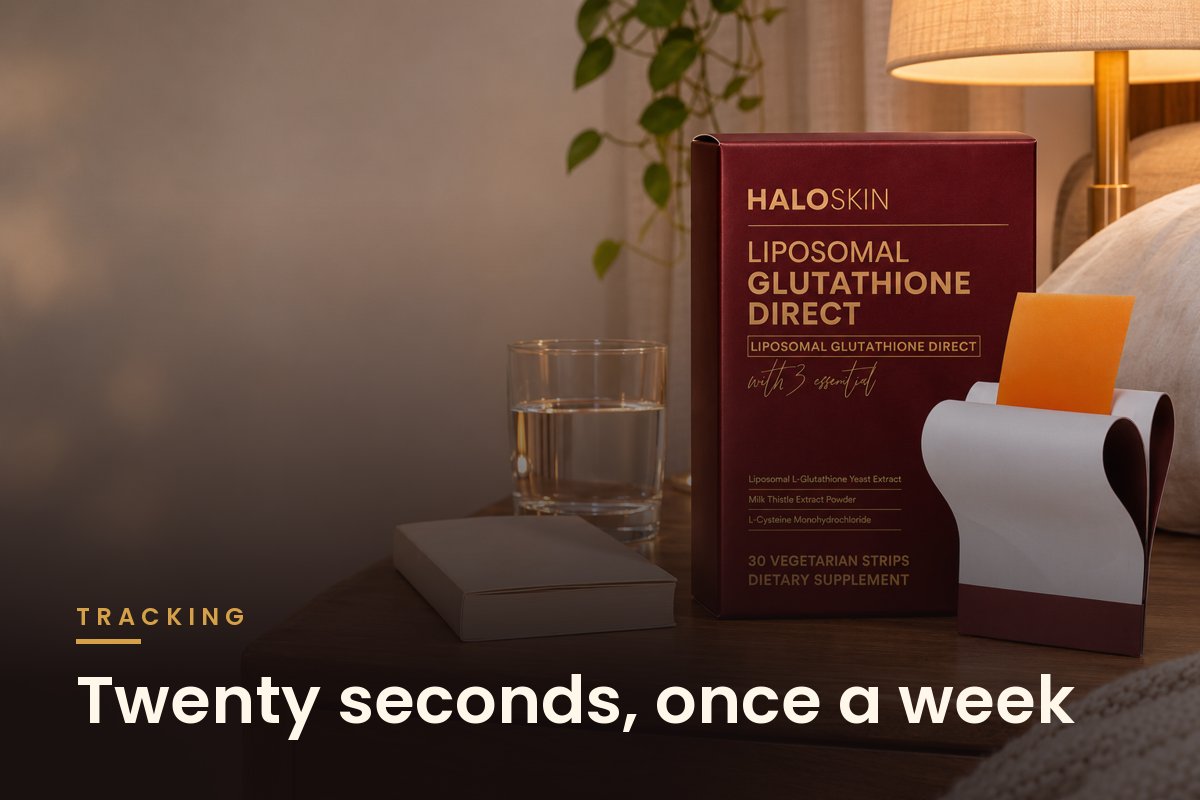 HALOSKIN
LIPOSOMAL
GLUTATHIONE
DIRECT
LIPOSOMAL GLUTATHIONE DIRECT
with 3 essential
Liposomal L-Glutathione Yeast Extract
Milk Thistle Extract Powder
L-Cysteine Monohydrochloride
30 VEGETARIAN STRIPS
DIETARY SUPPLEMENT
TRACKING
Twenty seconds, once a week